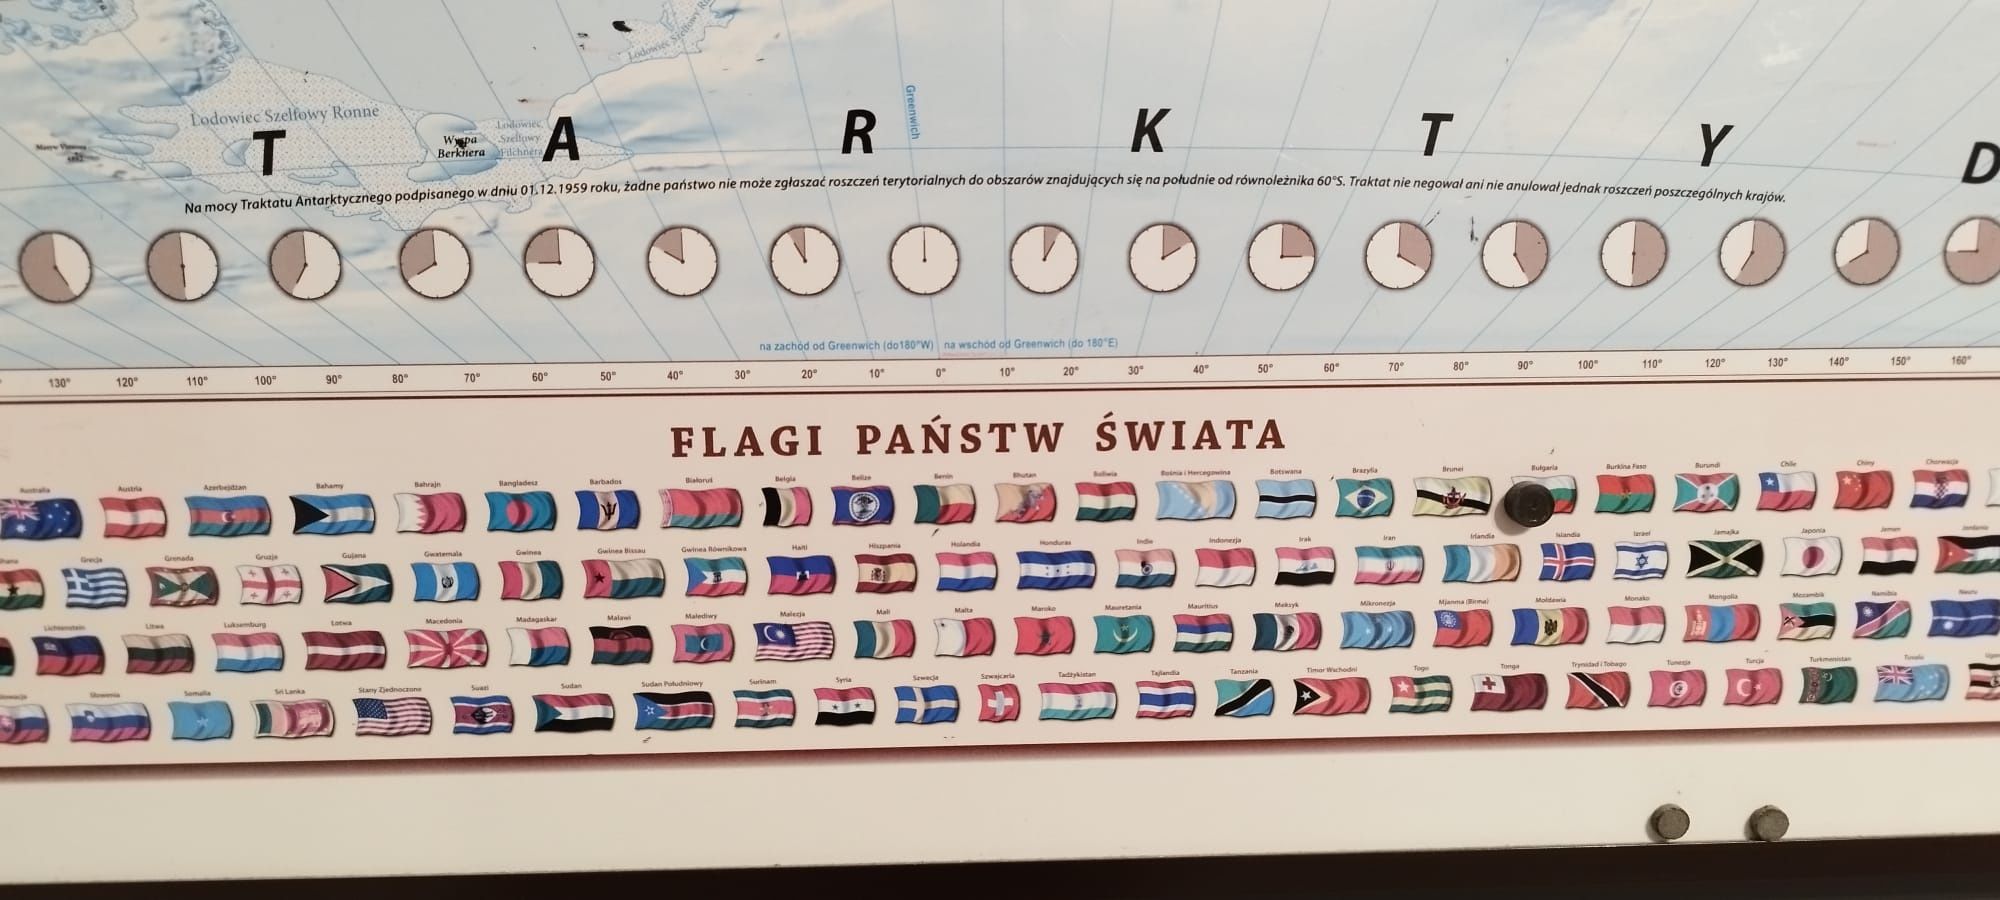 Lodowiec Szelfowy
Lodowiec Szelfowy Ronne
Wyspa
Berknera
Lodowiec
Szelfowy
Filchnera
Greenwich
T A R K T Y D
Na mocy Traktatu Antarktycznego podpisanego w dniu 01.12.1959 roku, żadne państwo nie może zgłaszać roszczeń terytorialnych do obszarów znajdujących się na południe od równoleżnika 60°S. Traktat nie negował ani nie anulował jednak roszczeń poszczególnych krajów.
na zachód od Greenwich (do180°W) na wschód od Greenwich (do 180°E)
130° 120° 110° 100° 90° 80° 70° 60° 50° 40° 30° 20° 10° 0° 10° 20° 30° 40° 50° 60° 70° 80° 90° 100° 110° 120° 130° 140° 150° 160°
FLAGI PAŃSTW ŚWIATA
Australia Austria Azerbejdżan Bahamy Bahrajn Bangladesz Barbados Białoruś Belgia Belize Benin Bhutan Boliwia Bośnia i Hercegowina Botswana Brazylia Brunei Bułgaria Burkina Faso Burundi Chile Chiny Chorwacja
Grecja Grenada Gruzja Gujana Gwatemala Gwinea Gwinea Bissau Gwinea Równikowa Haiti Hiszpania Holandia Honduras Indie Indonezja Irak Iran Irlandia Islandia Izrael Jamajka Japonia Jemen Jordania
Lichtenstein Litwa Luksemburg Łotwa Macedonia Madagaskar Malawi Malediwy Malezja Mali Malta Maroko Mauretania Mauritius Meksyk Mikronezja Mjanma (Birma) Mołdawia Monako Mongolia Mozambik Namibia Nauru
Słowenia Somalia Sri Lanka Stany Zjednoczone Suazi Sudan Sudan Południowy Surinam Syria Szwecja Szwajcaria Tadżykistan Tajlandia Tanzania Timor Wschodni Togo Tonga Trynidad i Tobago Tunezja Turcja Turkmenistan Tuvalu